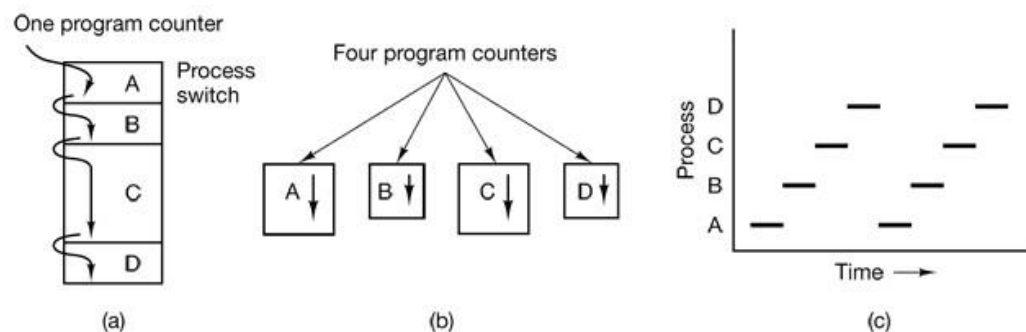 One program counter
Process
switch
A
B
C
D
(a)
Four program counters
A
B
C
D
(b)
Process
D
C
B
A
Time
(c)